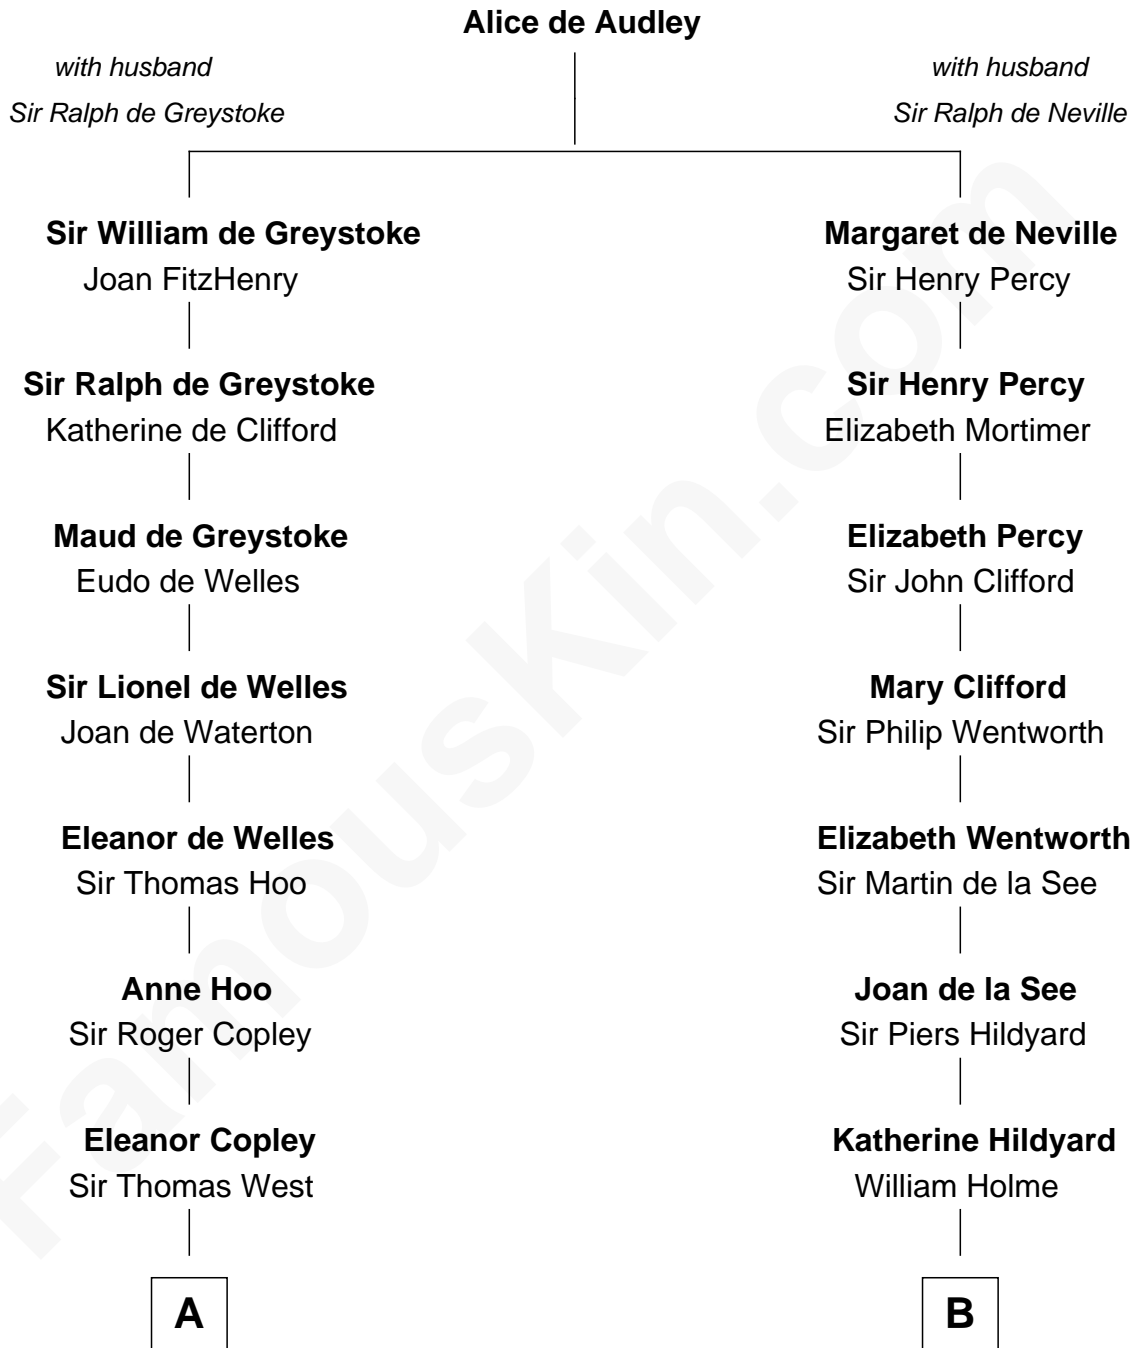 Alice de Audley
with husband
Sir Ralph de Greystoke
with husband
Sir Ralph de Neville
Sir William de Greystoke
Joan FitzHenry
Margaret de Neville
Sir Henry Percy
Sir Ralph de Greystoke
Katherine de Clifford
Sir Henry Percy
Elizabeth Mortimer
Maud de Greystoke
Eudo de Welles
Elizabeth Percy
Sir John Clifford
Sir Lionel de Welles
Joan de Waterton
Mary Clifford
Sir Philip Wentworth
Eleanor de Welles
Sir Thomas Hoo
Elizabeth Wentworth
Sir Martin de la See
Anne Hoo
Sir Roger Copley
Joan de la See
Sir Piers Hildyard
Eleanor Copley
Sir Thomas West
Katherine Hildyard
William Holme
A
B
FamousKin.com